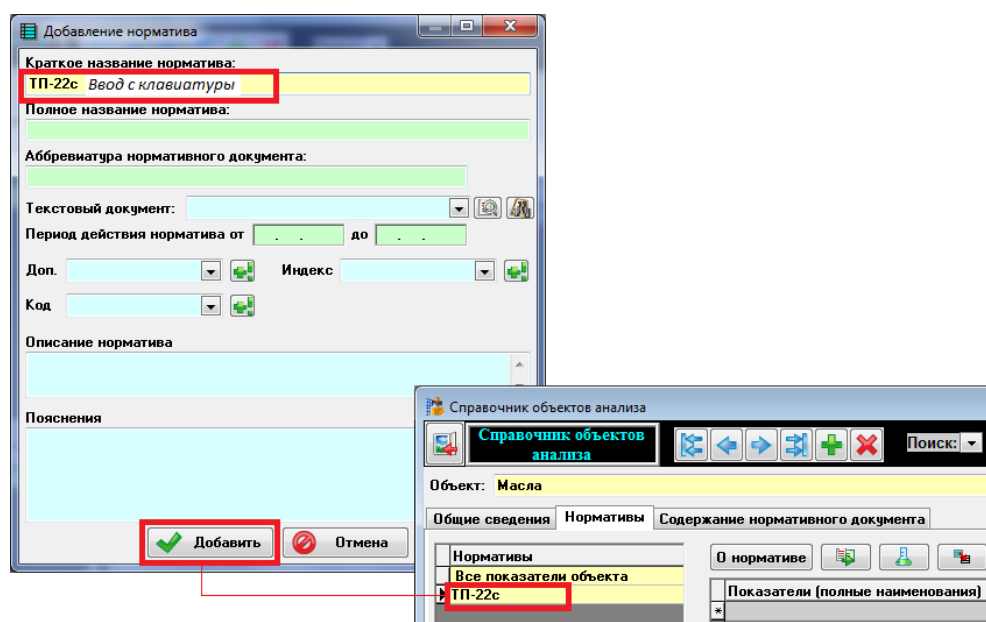 Добавление норматива
Краткое название норматива:
ТП-22с Ввод с клавиатуры
Полное название норматива:
Аббревиатура нормативного документа:
Текстовый документ:
Период действия норматива от . . до . .
Доп. Индекс
Код
Описание норматива
Пояснения
Добавить Отмена
Справочник объектов анализа
Справочник объектов
анализа
Поиск:
Объект: Масла
Общие сведения Нормативы Содержание нормативного документа
Нормативы
Все показатели объекта
ТП-22с
О нормативе
Показатели (полные наименования)
*